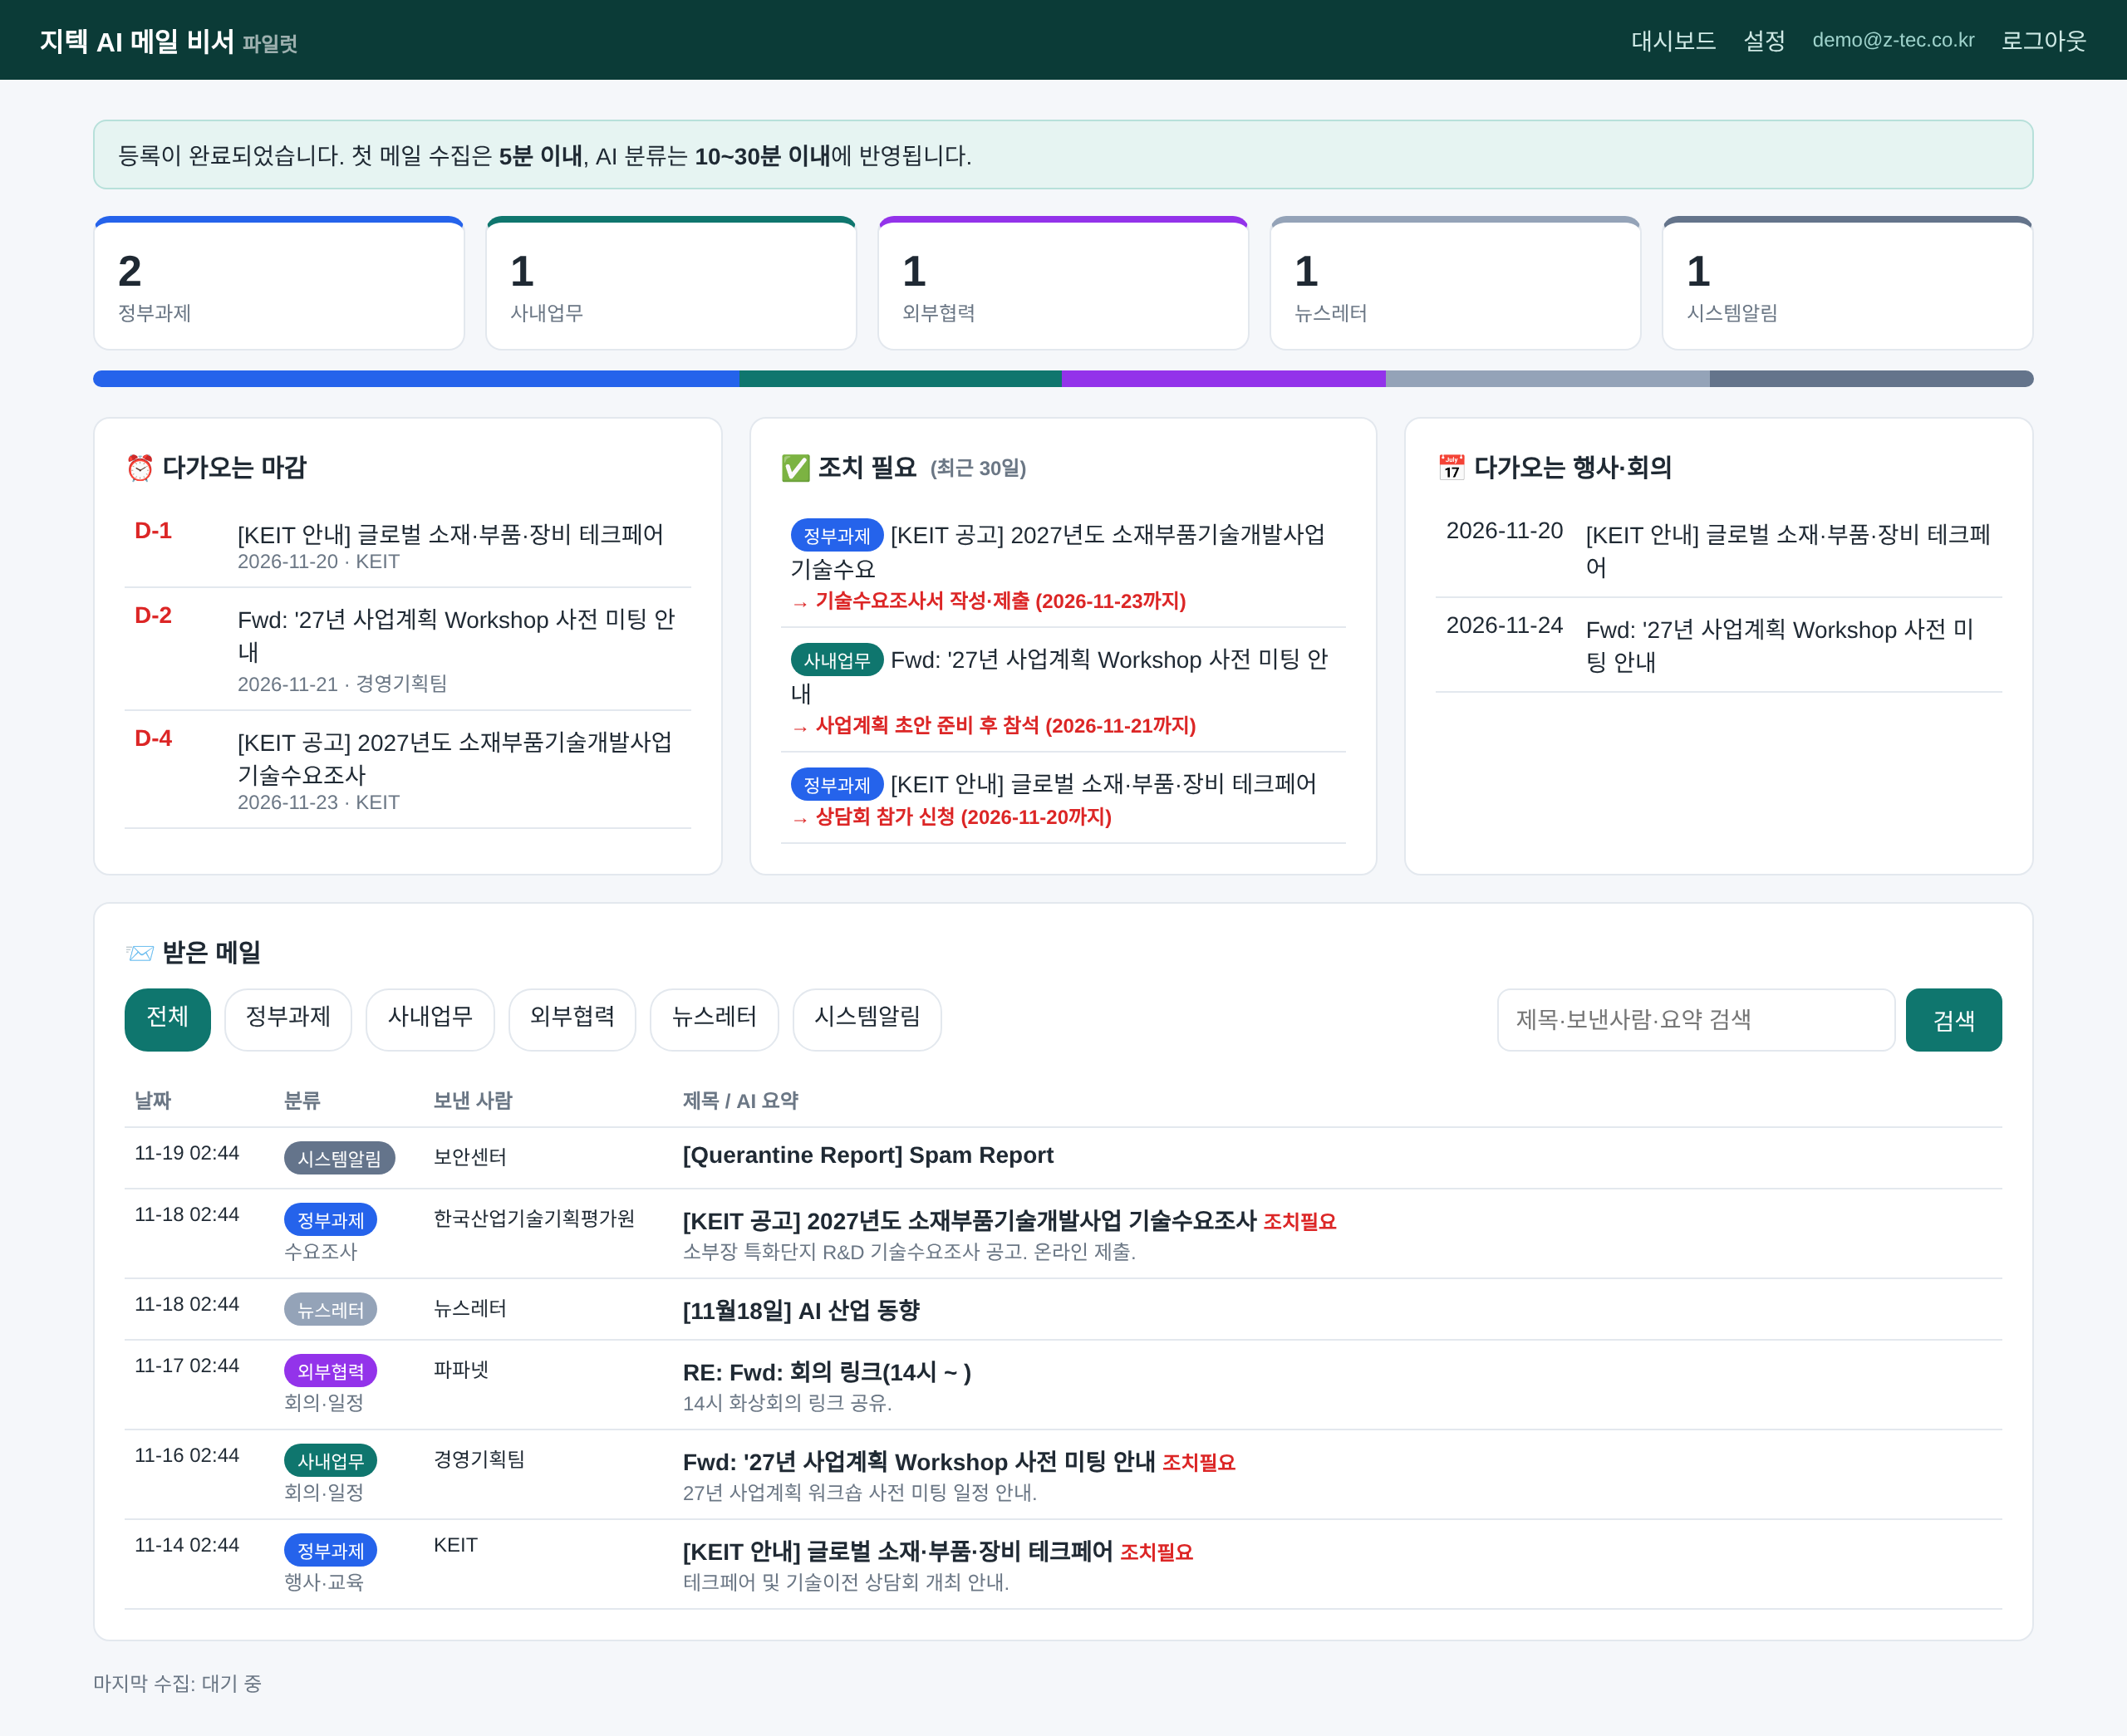 지텍 AI 메일 비서 파일럿
대시보드 설정 demo@z-tec.co.kr 로그아웃
등록이 완료되었습니다. 첫 메일 수집은 5분 이내, AI 분류는 10~30분 이내에 반영됩니다.
2
정부과제
1
사내업무
1
외부협력
1
뉴스레터
1
시스템알림
다가오는 마감
D-1 [KEIT 안내] 글로벌 소재·부품·장비 테크페어
2026-11-20 · KEIT
D-2 Fwd: '27년 사업계획 Workshop 사전 미팅 안
내
2026-11-21 · 경영기획팀
D-4 [KEIT 공고] 2027년도 소재부품기술개발사업
기술수요조사
2026-11-23 · KEIT
조치 필요 (최근 30일)
정부과제 [KEIT 공고] 2027년도 소재부품기술개발사업
기술수요
→ 기술수요조사서 작성·제출 (2026-11-23까지)
사내업무 Fwd: '27년 사업계획 Workshop 사전 미팅 안
내
→ 사업계획 초안 준비 후 참석 (2026-11-21까지)
정부과제 [KEIT 안내] 글로벌 소재·부품·장비 테크페어
→ 상담회 참가 신청 (2026-11-20까지)
다가오는 행사·회의
2026-11-20 [KEIT 안내] 글로벌 소재·부품·장비 테크페
어
2026-11-24 Fwd: '27년 사업계획 Workshop 사전 미
팅 안내
받은 메일
전체 정부과제 사내업무 외부협력 뉴스레터 시스템알림 제목·보낸사람·요약 검색 검색
날짜 분류 보낸 사람 제목 / AI 요약
11-19 02:44 시스템알림 보안센터 [Querantine Report] Spam Report
11-18 02:44 정부과제 한국산업기술기획평가원 [KEIT 공고] 2027년도 소재부품기술개발사업 기술수요조사 조치필요
수요조사 소부장 특화단지 R&D 기술수요조사 공고. 온라인 제출.
11-18 02:44 뉴스레터 뉴스레터 [11월18일] AI 산업 동향
11-17 02:44 외부협력 파파넷 RE: Fwd: 회의 링크(14시 ~ )
회의·일정 14시 화상회의 링크 공유.
11-16 02:44 사내업무 경영기획팀 Fwd: '27년 사업계획 Workshop 사전 미팅 안내 조치필요
회의·일정 27년 사업계획 워크숍 사전 미팅 일정 안내.
11-14 02:44 정부과제 KEIT [KEIT 안내] 글로벌 소재·부품·장비 테크페어 조치필요
행사·교육 테크페어 및 기술이전 상담회 개최 안내.
마지막 수집: 대기 중